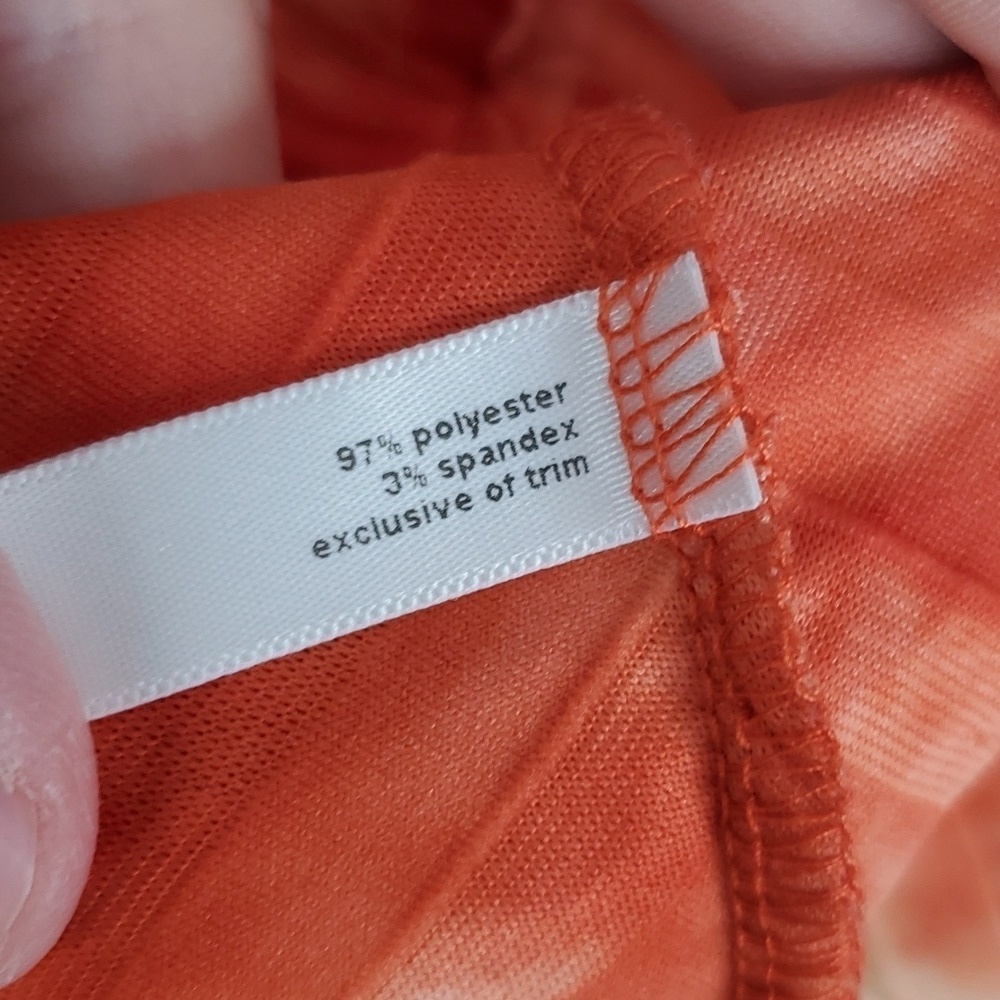 97% polyester
3% spandex
exclusive of trim